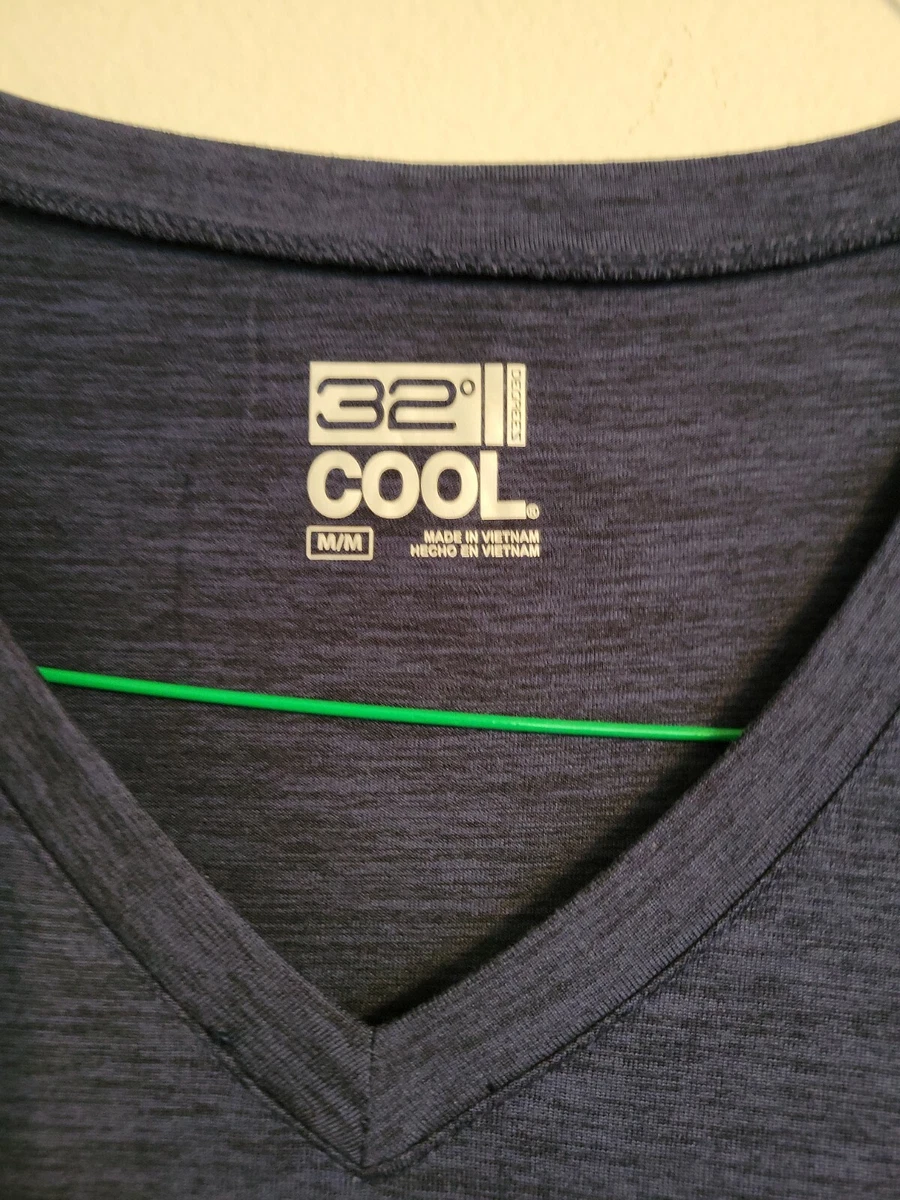 32° DEGREES
COOL®
M/M
MADE IN VIETNAM
HECHO EN VIETNAM